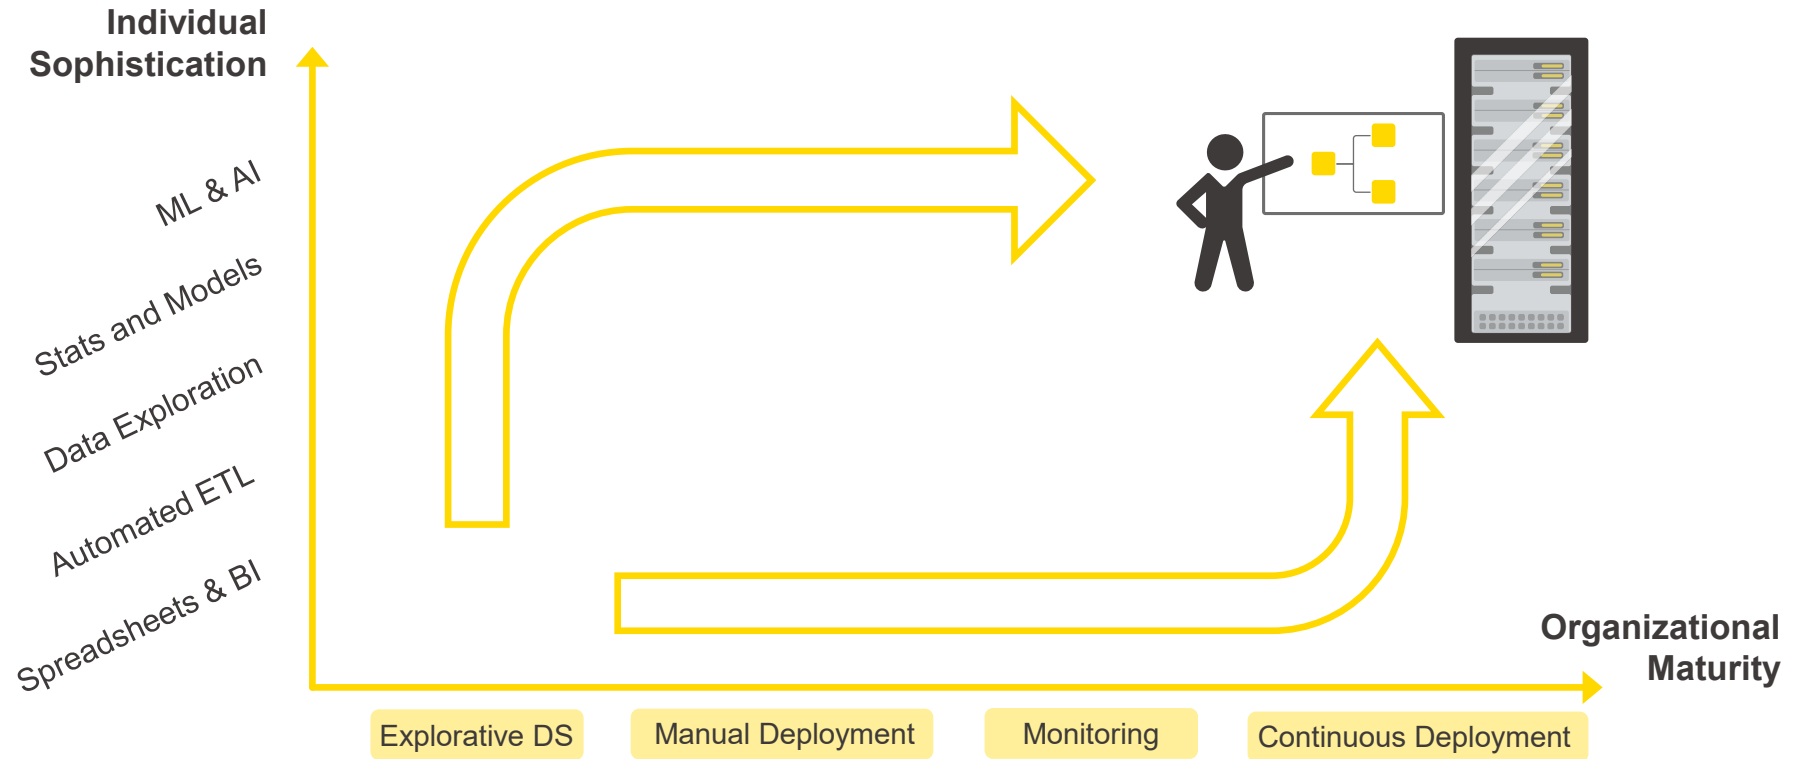 Individual
Sophistication
ML & AI
Stats and Models
Data Exploration
Automated ETL
Spreadsheets & BI
Organizational
Maturity
Explorative DS
Manual Deployment
Monitoring
Continuous Deployment